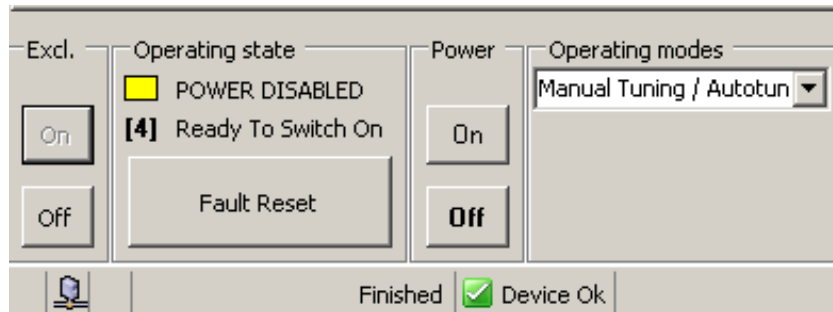 Excl.
Operating state
Power
Operating modes
POWER DISABLED
Manual Tuning / Autotun
On
[4] Ready To Switch On
On
Off
Fault Reset
Off
Finished
Device Ok